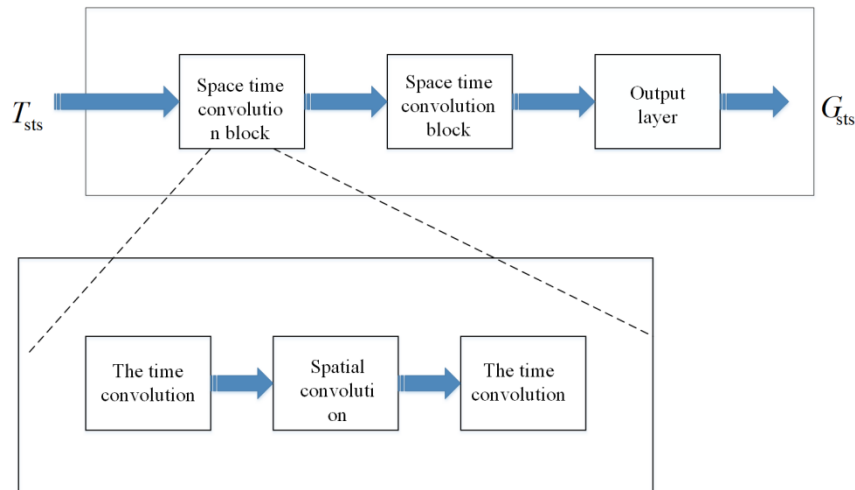 T_sts
Space time
convolutio
n block
Space time
convolution
block
Output
layer
G_sts
The time
convolution
Spatial
convoluti
on
The time
convolution